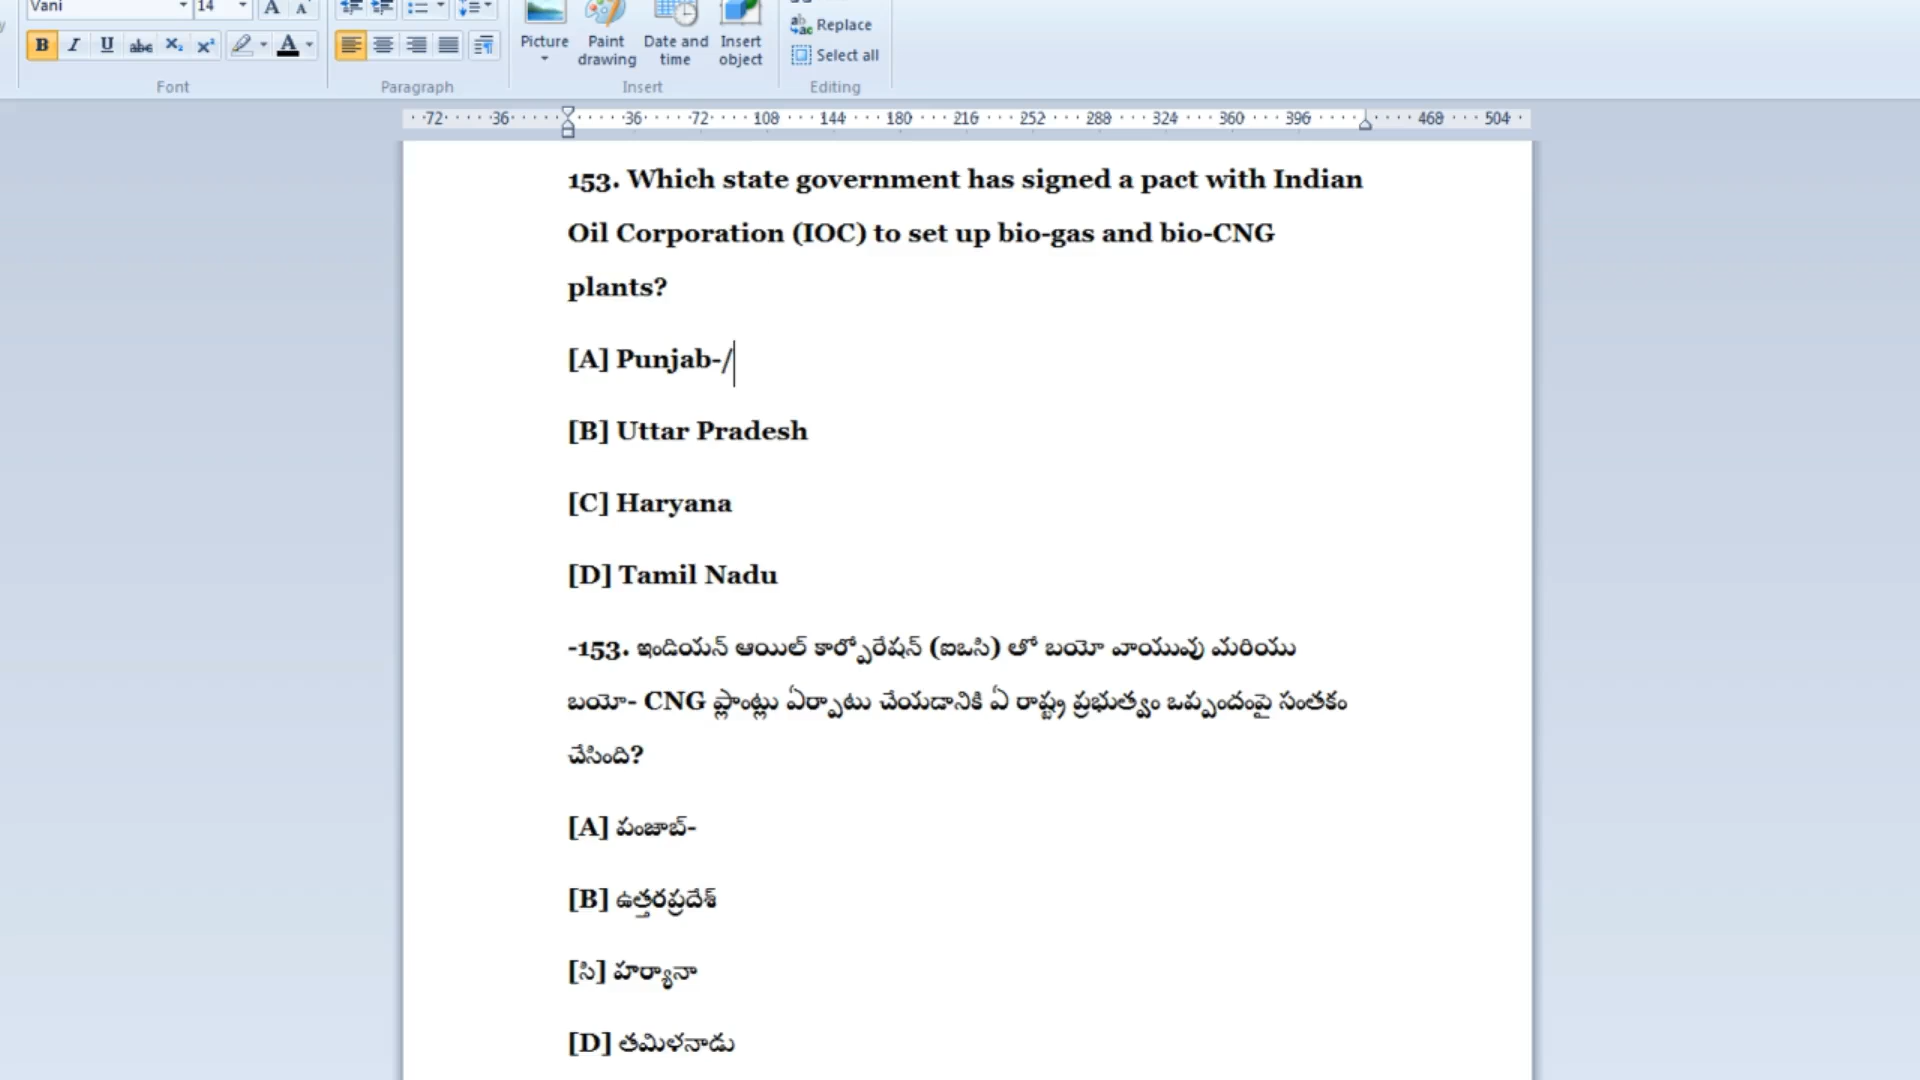 Vani 14
B I U abc X₂ X² A
Picture Paint drawing Date and time Insert object
Replace
Select all
Font Paragraph Insert Editing
72 36 36 72 108 144 180 216 252 288 324 360 396 468 504
153. Which state government has signed a pact with Indian
Oil Corporation (IOC) to set up bio-gas and bio-CNG
plants?
[A] Punjab-/
[B] Uttar Pradesh
[C] Haryana
[D] Tamil Nadu
-153. ఇండియన్ ఆయిల్ కార్పోరేషన్ (ఐఒసి) తో బయో వాయువు మరియు
బయో- CNG ప్లాంట్లు ఏర్పాటు చేయడానికి ఏ రాష్ట్ర ప్రభుత్వం ఒప్పందంపై సంతకం
చేసింది?
[A] పంజాబ్-
[B] ఉత్తరప్రదేశ్
[సి] హర్యానా
[D] తమిళనాడు